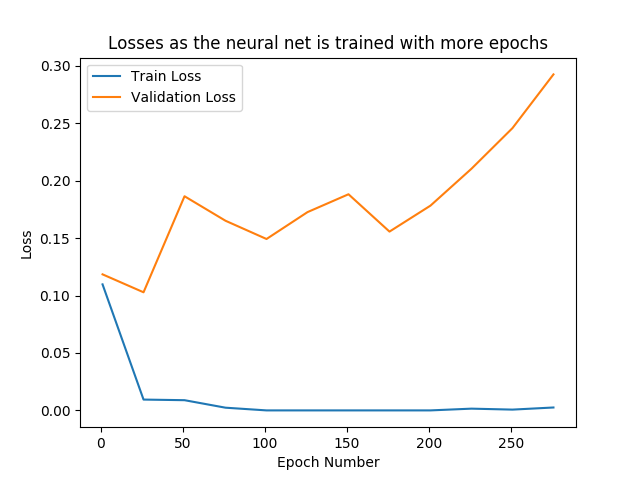 Losses as the neural net is trained with more epochs
Train Loss
Validation Loss
0.30
0.25
0.20
0.15
0.10
0.05
0.00
Loss
0
50
100
150
200
250
Epoch Number